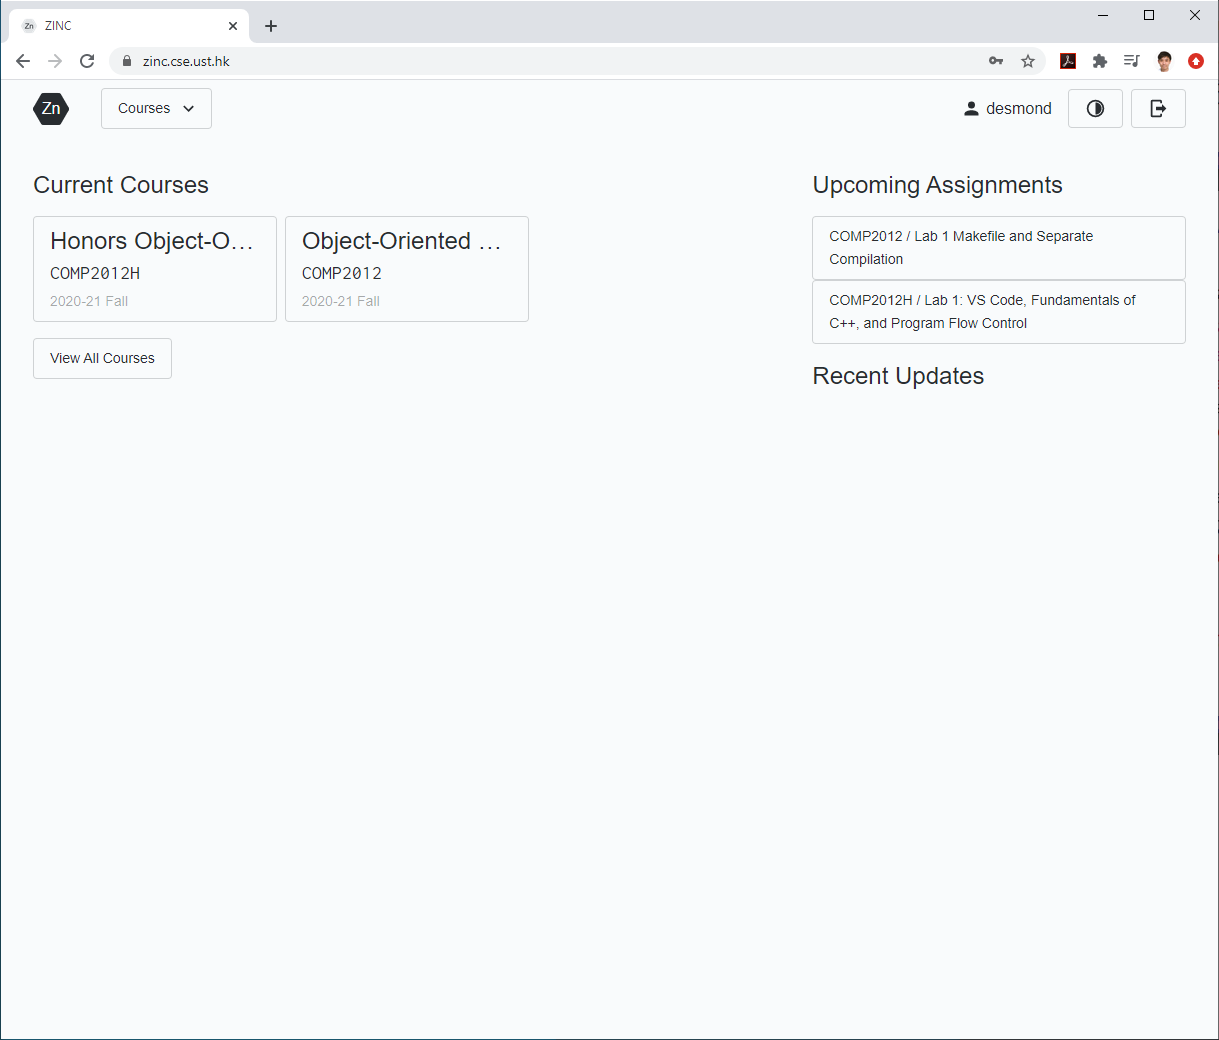 Zn ZINC
zinc.cse.ust.hk
Zn Courses desmond
Current Courses
Honors Object-O...
COMP2012H
2020-21 Fall
Object-Oriented ...
COMP2012
2020-21 Fall
View All Courses
Upcoming Assignments
COMP2012 / Lab 1 Makefile and Separate
Compilation
COMP2012H / Lab 1: VS Code, Fundamentals of
C++, and Program Flow Control
Recent Updates